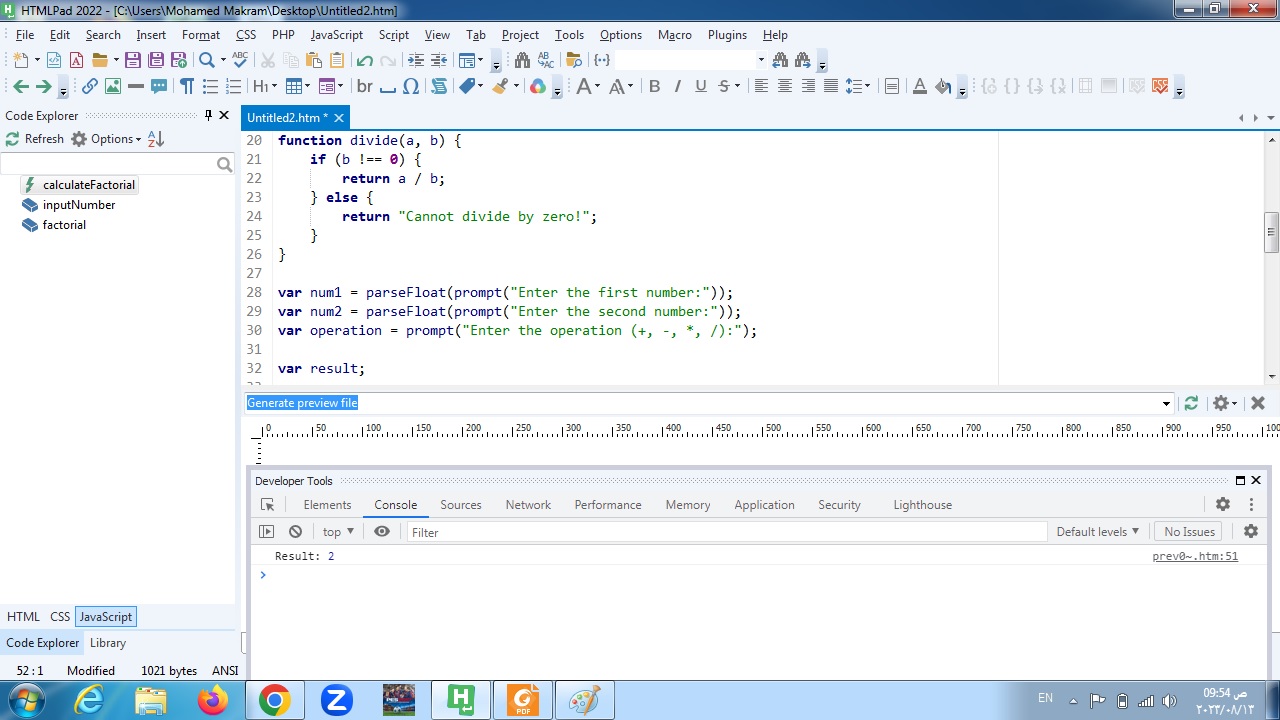 HTMLPad 2022 - [C:\Users\Mohamed Makram\Desktop\Untitled2.htm]
File Edit Search Insert Format CSS PHP JavaScript Script View Tab Project Tools Options Macro Plugins Help
Code Explorer
Refresh Options
calculateFactorial
inputNumber
factorial
Untitled2.htm *
20 function divide(a, b) {
21 if (b !== 0) {
22 return a / b;
23 } else {
24 return "Cannot divide by zero!";
25 }
26 }
27
28 var num1 = parseFloat(prompt("Enter the first number:"));
29 var num2 = parseFloat(prompt("Enter the second number:"));
30 var operation = prompt("Enter the operation (+, -, *, /):");
31
32 var result;
Generate preview file
0 50 100 150 200 250 300 350 400 450 500 550 600 650 700 750 800 850 900 950 100
Developer Tools
Elements Console Sources Network Performance Memory Application Security Lighthouse
top Filter Default levels No Issues
Result: 2 prev0~.htm:51
HTML CSS JavaScript
Code Explorer Library
52 : 1 Modified 1021 bytes ANSI
EN
09:54 ص
٢٠٢٣/٠٨/١٣